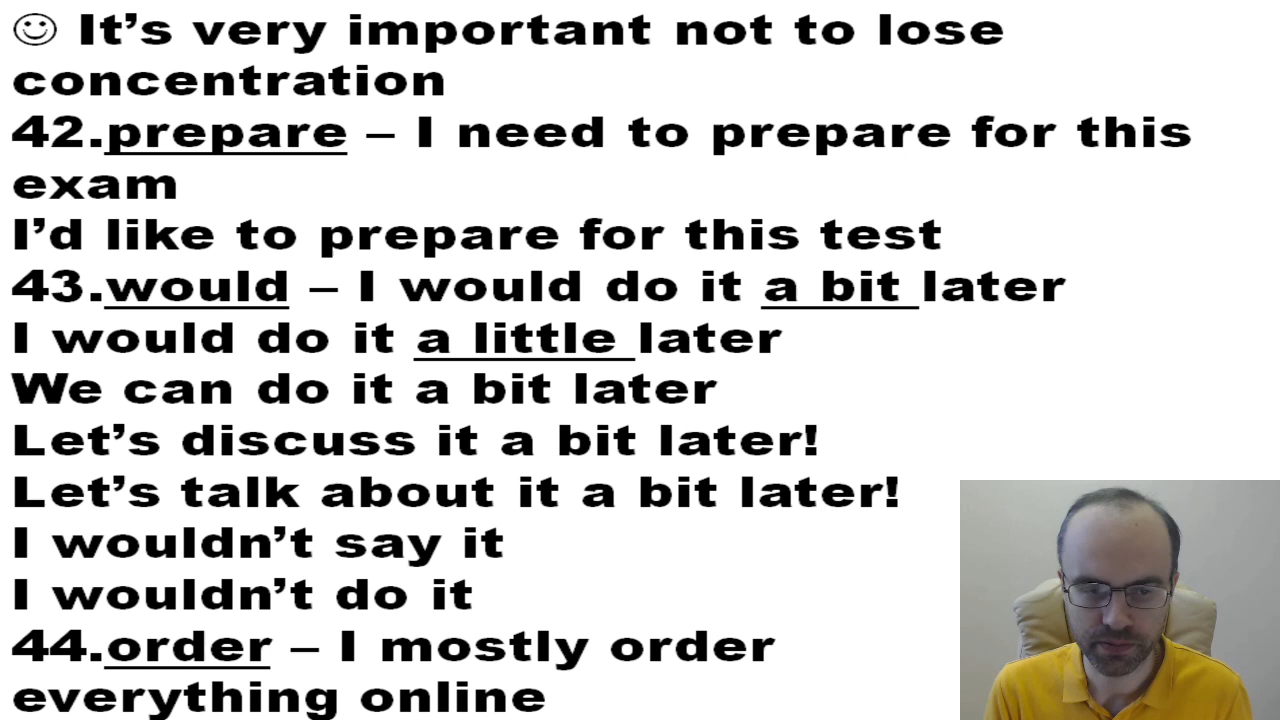 ☺ It’s very important not to lose
concentration
42.prepare – I need to prepare for this
exam
I’d like to prepare for this test
43.would – I would do it a bit later
I would do it a little later
We can do it a bit later
Let’s discuss it a bit later!
Let’s talk about it a bit later!
I wouldn’t say it
I wouldn’t do it
44.order – I mostly order
everything online